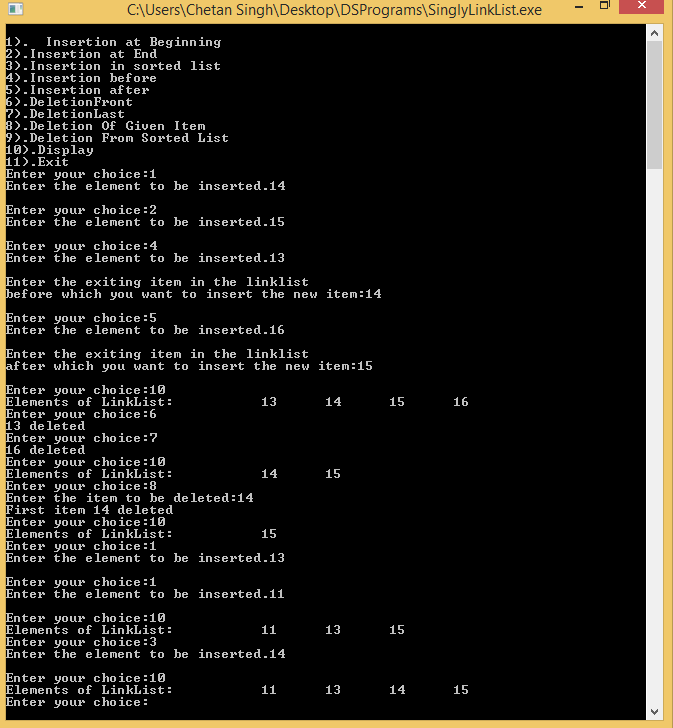 C:\Users\Chetan Singh\Desktop\DSPrograms\SinglyLinkList.exe
1).  Insertion at Beginning
2).Insertion at End
3).Insertion in sorted list
4).Insertion before
5).Insertion after
6).DeletionFront
7).DeletionLast
8).Deletion Of Given Item
9).Deletion From Sorted List
10).Display
11).Exit
Enter your choice:1
Enter the element to be inserted.14
Enter your choice:2
Enter the element to be inserted.15
Enter your choice:4
Enter the element to be inserted.13
Enter the exiting item in the linklist
before which you want to insert the new item:14
Enter your choice:5
Enter the element to be inserted.16
Enter the exiting item in the linklist
after which you want to insert the new item:15
Enter your choice:10
Elements of LinkList:           13      14      15      16
Enter your choice:6
13 deleted
Enter your choice:7
16 deleted
Enter your choice:10
Elements of LinkList:           14      15
Enter your choice:8
Enter the item to be deleted:14
First item 14 deleted
Enter your choice:10
Elements of LinkList:           15
Enter your choice:1
Enter the element to be inserted.13
Enter your choice:1
Enter the element to be inserted.11
Enter your choice:10
Elements of LinkList:           11      13      15
Enter your choice:3
Enter the element to be inserted.14
Enter your choice:10
Elements of LinkList:           11      13      14      15
Enter your choice: